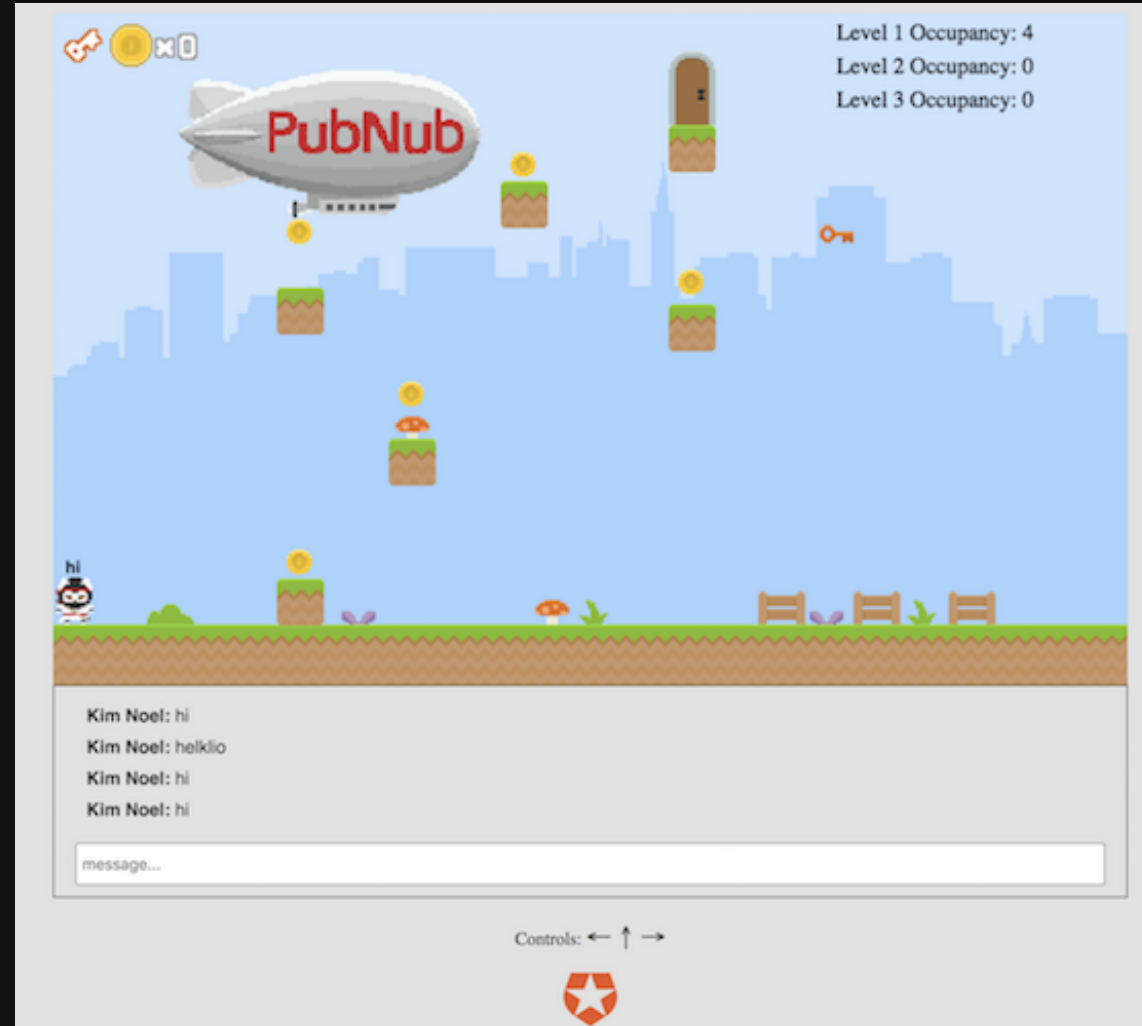 x0
Level 1 Occupancy: 4
Level 2 Occupancy: 0
Level 3 Occupancy: 0
PubNub
hi
Kim Noel: hi
Kim Noel: helklio
Kim Noel: hi
Kim Noel: hi
message...
Controls: ← ↑ →